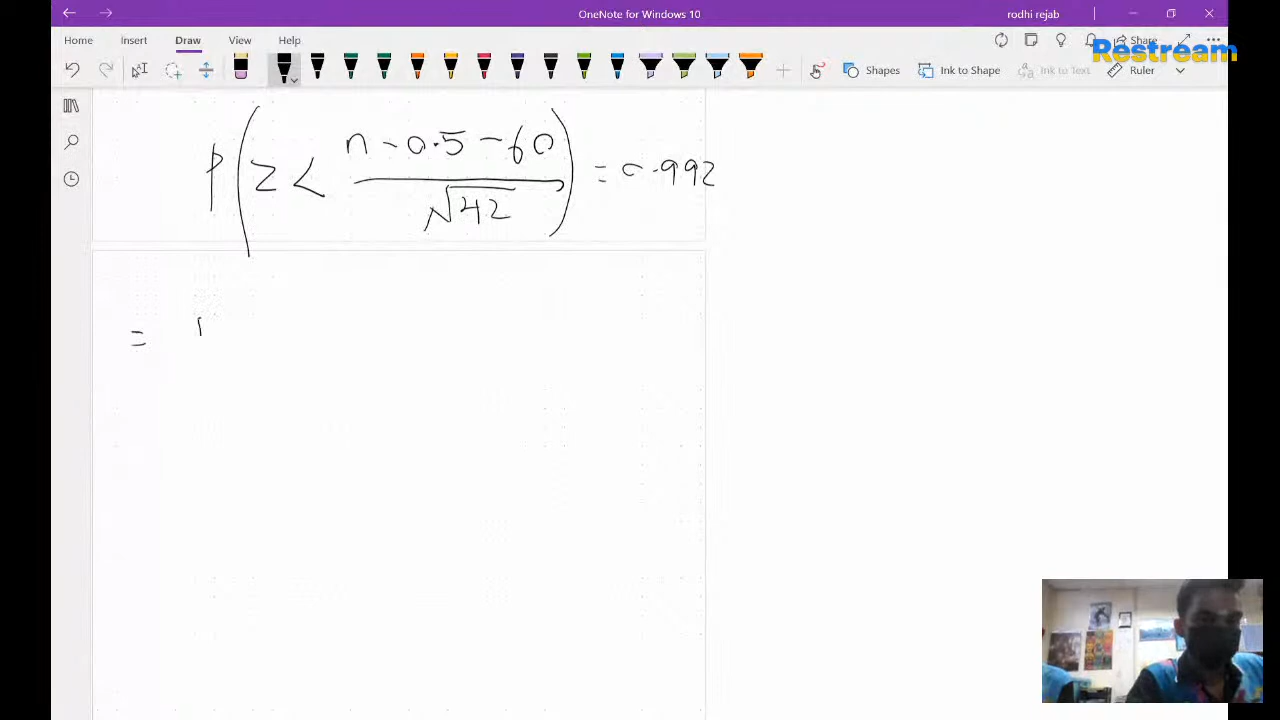 OneNote for Windows 10
rodhi rejab
Home Insert Draw View Help
Share
Restream
Shapes Ink to Shape Ink to Text Ruler
P(Z < (n - 0.5 - 60)/√42) = 0.992
=